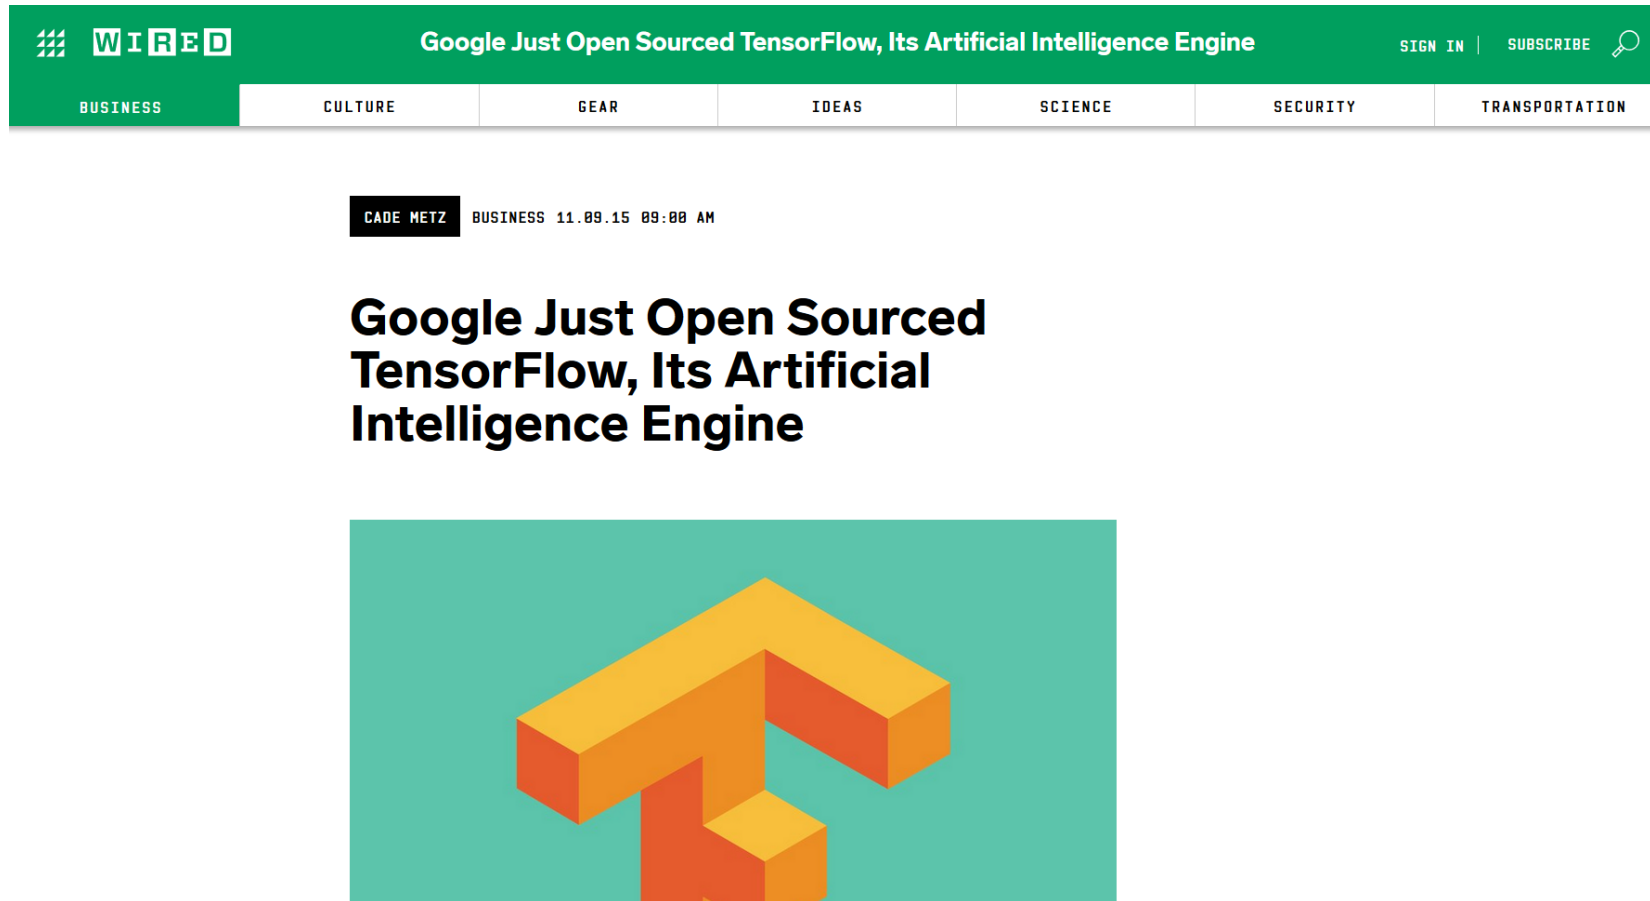 WIRED
Google Just Open Sourced TensorFlow, Its Artificial Intelligence Engine
SIGN IN | SUBSCRIBE
BUSINESS CULTURE GEAR IDEAS SCIENCE SECURITY TRANSPORTATION
CADE METZ BUSINESS 11.09.15 09:00 AM
Google Just Open Sourced
TensorFlow, Its Artificial
Intelligence Engine